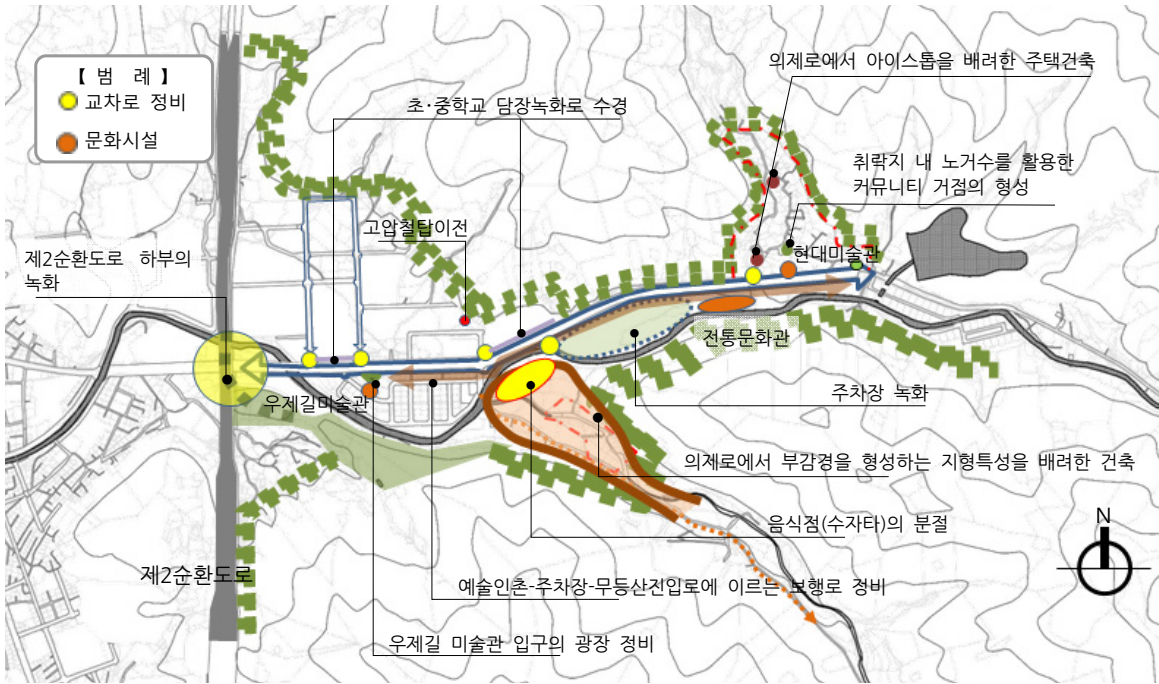 【 범 례 】
교차로 정비
문화시설
의제로에서 아이스톱을 배려한 주택건축
초·중학교 담장녹화로 수경
취락지 내 노거수를 활용한
커뮤니티 거점의 형성
고압철탑이전
제2순환도로 하부의
녹화
현대미술관
전통문화관
주차장 녹화
우제길미술관
의제로에서 부감경을 형성하는 지형특성을 배려한 건축
음식점(수자타)의 분절
N
제2순환도로
예술인촌-주차장-무등산진입로에 이르는 보행로 정비
우제길 미술관 입구의 광장 정비